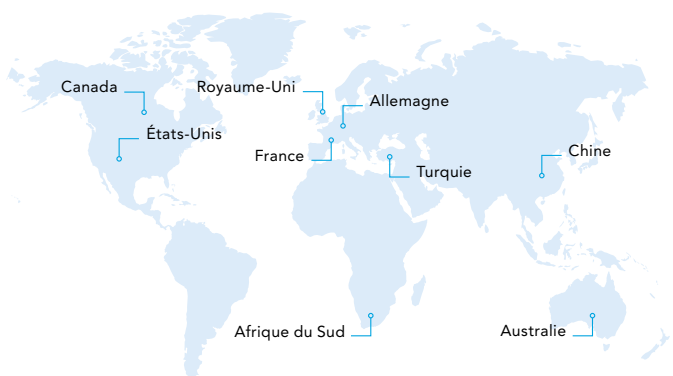 Canada
Royaume-Uni
Allemagne
États-Unis
France
Chine
Turquie
Afrique du Sud
Australie